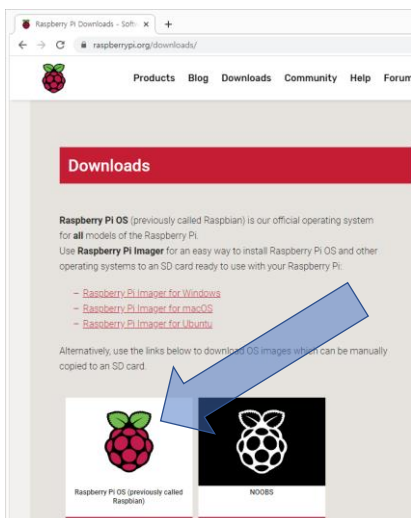 Raspberry Pi Downloads - Soft
raspberrypi.org/downloads/
Products Blog Downloads Community Help Forum
Downloads
Raspberry Pi OS (previously called Raspbian) is our official operating system
for all models of the Raspberry Pi.
Use Raspberry Pi Imager for an easy way to install Raspberry Pi OS and other
operating systems to an SD card ready to use with your Raspberry Pi:
– Raspberry Pi Imager for Windows
– Raspberry Pi Imager for macOS
– Raspberry Pi Imager for Ubuntu
Alternatively, use the links below to download OS images which can be manually
copied to an SD card.
Raspberry Pi OS (previously called
Raspbian)
NOOBS